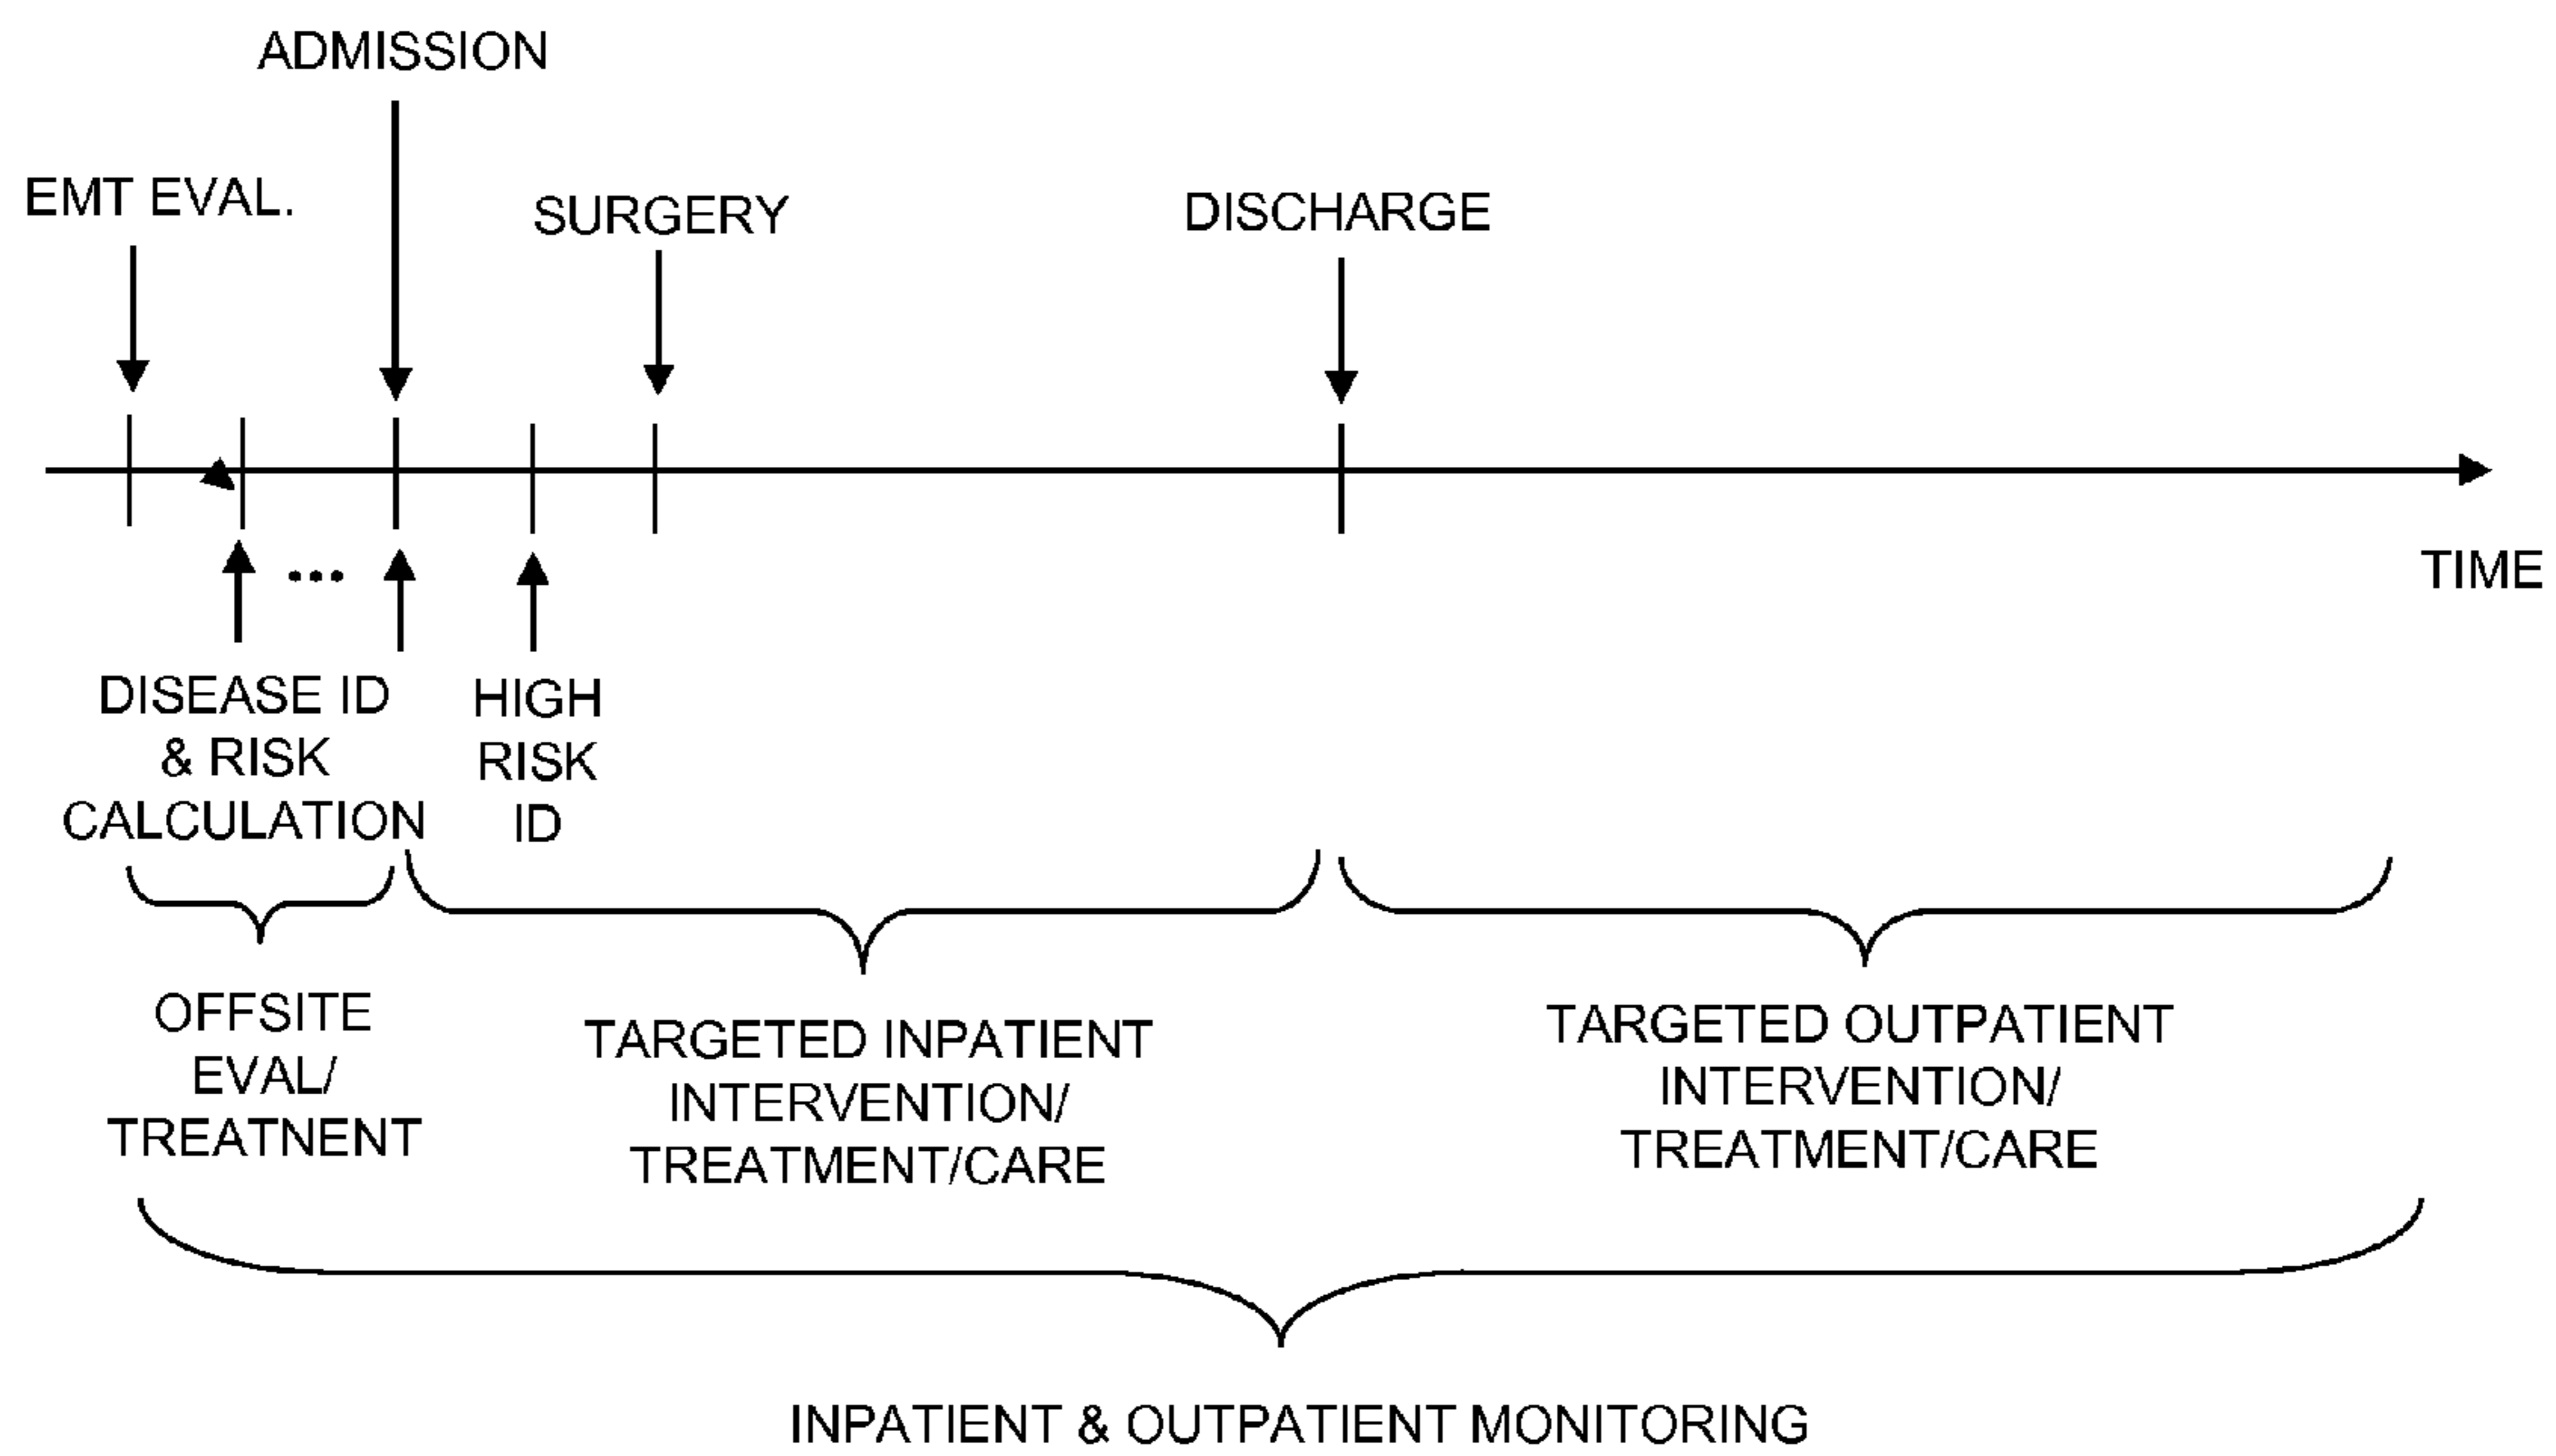 ADMISSION
EMT EVAL.
SURGERY
DISCHARGE
TIME
...
DISEASE ID
& RISK
CALCULATION
HIGH
RISK
ID
OFFSITE
EVAL/
TREATNENT
TARGETED INPATIENT
INTERVENTION/
TREATMENT/CARE
TARGETED OUTPATIENT
INTERVENTION/
TREATMENT/CARE
INPATIENT & OUTPATIENT MONITORING